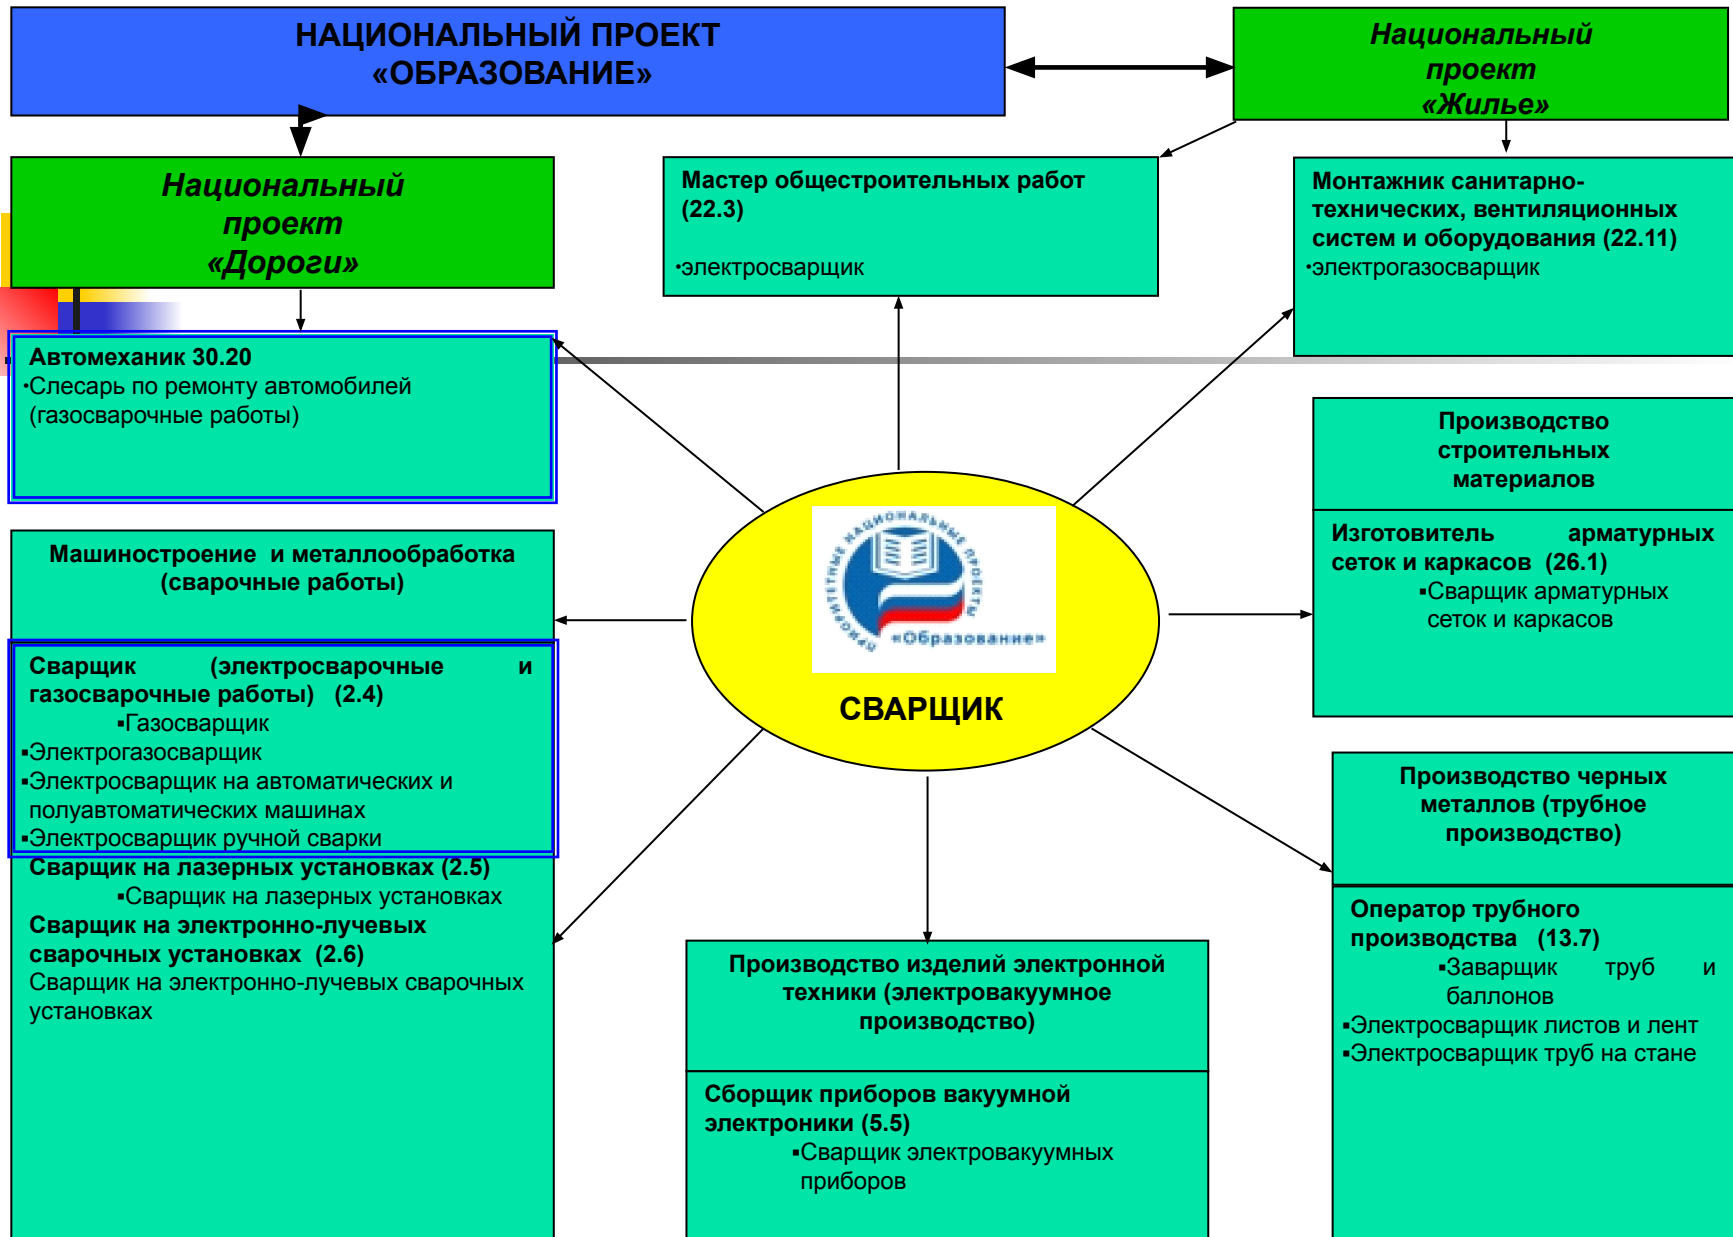 НАЦИОНАЛЬНЫЙ ПРОЕКТ
«ОБРАЗОВАНИЕ»
Национальный
проект
«Жилье»
Национальный
проект
«Дороги»
Мастер общестроительных работ
(22.3)
•электросварщик
Монтажник санитарно-
технических, вентиляционных
систем и оборудования (22.11)
•электрогазосварщик
Автомеханик 30.20
•Слесарь по ремонту автомобилей
(газосварочные работы)
Производство
строительных
материалов
Изготовитель арматурных
сеток и каркасов (26.1)
▪Сварщик арматурных
сеток и каркасов
Машиностроение и металлообработка
(сварочные работы)
Сварщик (электросварочные и
газосварочные работы) (2.4)
▪Газосварщик
▪Электрогазосварщик
▪Электросварщик на автоматических и
полуавтоматических машинах
▪Электросварщик ручной сварки
Сварщик на лазерных установках (2.5)
▪Сварщик на лазерных установках
Сварщик на электронно-лучевых
сварочных установках (2.6)
Сварщик на электронно-лучевых сварочных
установках
ПРИОРИТЕТНЫЕ НАЦИОНАЛЬНЫЕ ПРОЕКТЫ
«Образование»
СВАРЩИК
Производство черных
металлов (трубное
производство)
Оператор трубного
производства (13.7)
▪Заварщик труб и
баллонов
▪Электросварщик листов и лент
▪Электросварщик труб на стане
Производство изделий электронной
техники (электровакуумное
производство)
Сборщик приборов вакуумной
электроники (5.5)
▪Сварщик электровакуумных
приборов